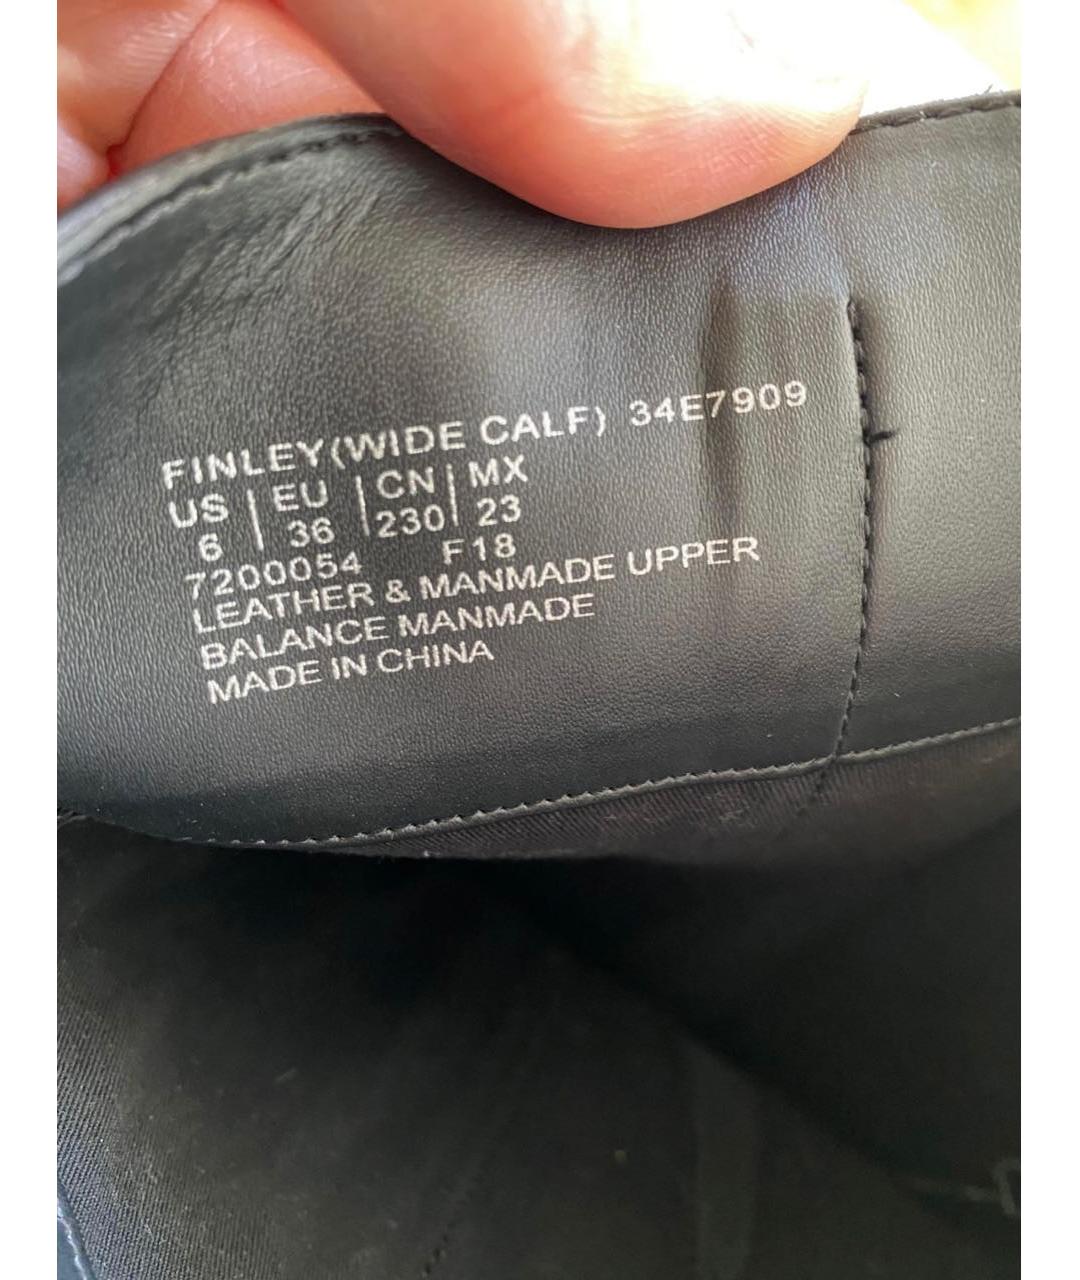 FINLEY(WIDE CALF) 34E7909
US | EU | CN | MX
6 | 36 | 230 | 23
7200054 F18
LEATHER & MANMADE UPPER
BALANCE MANMADE
MADE IN CHINA